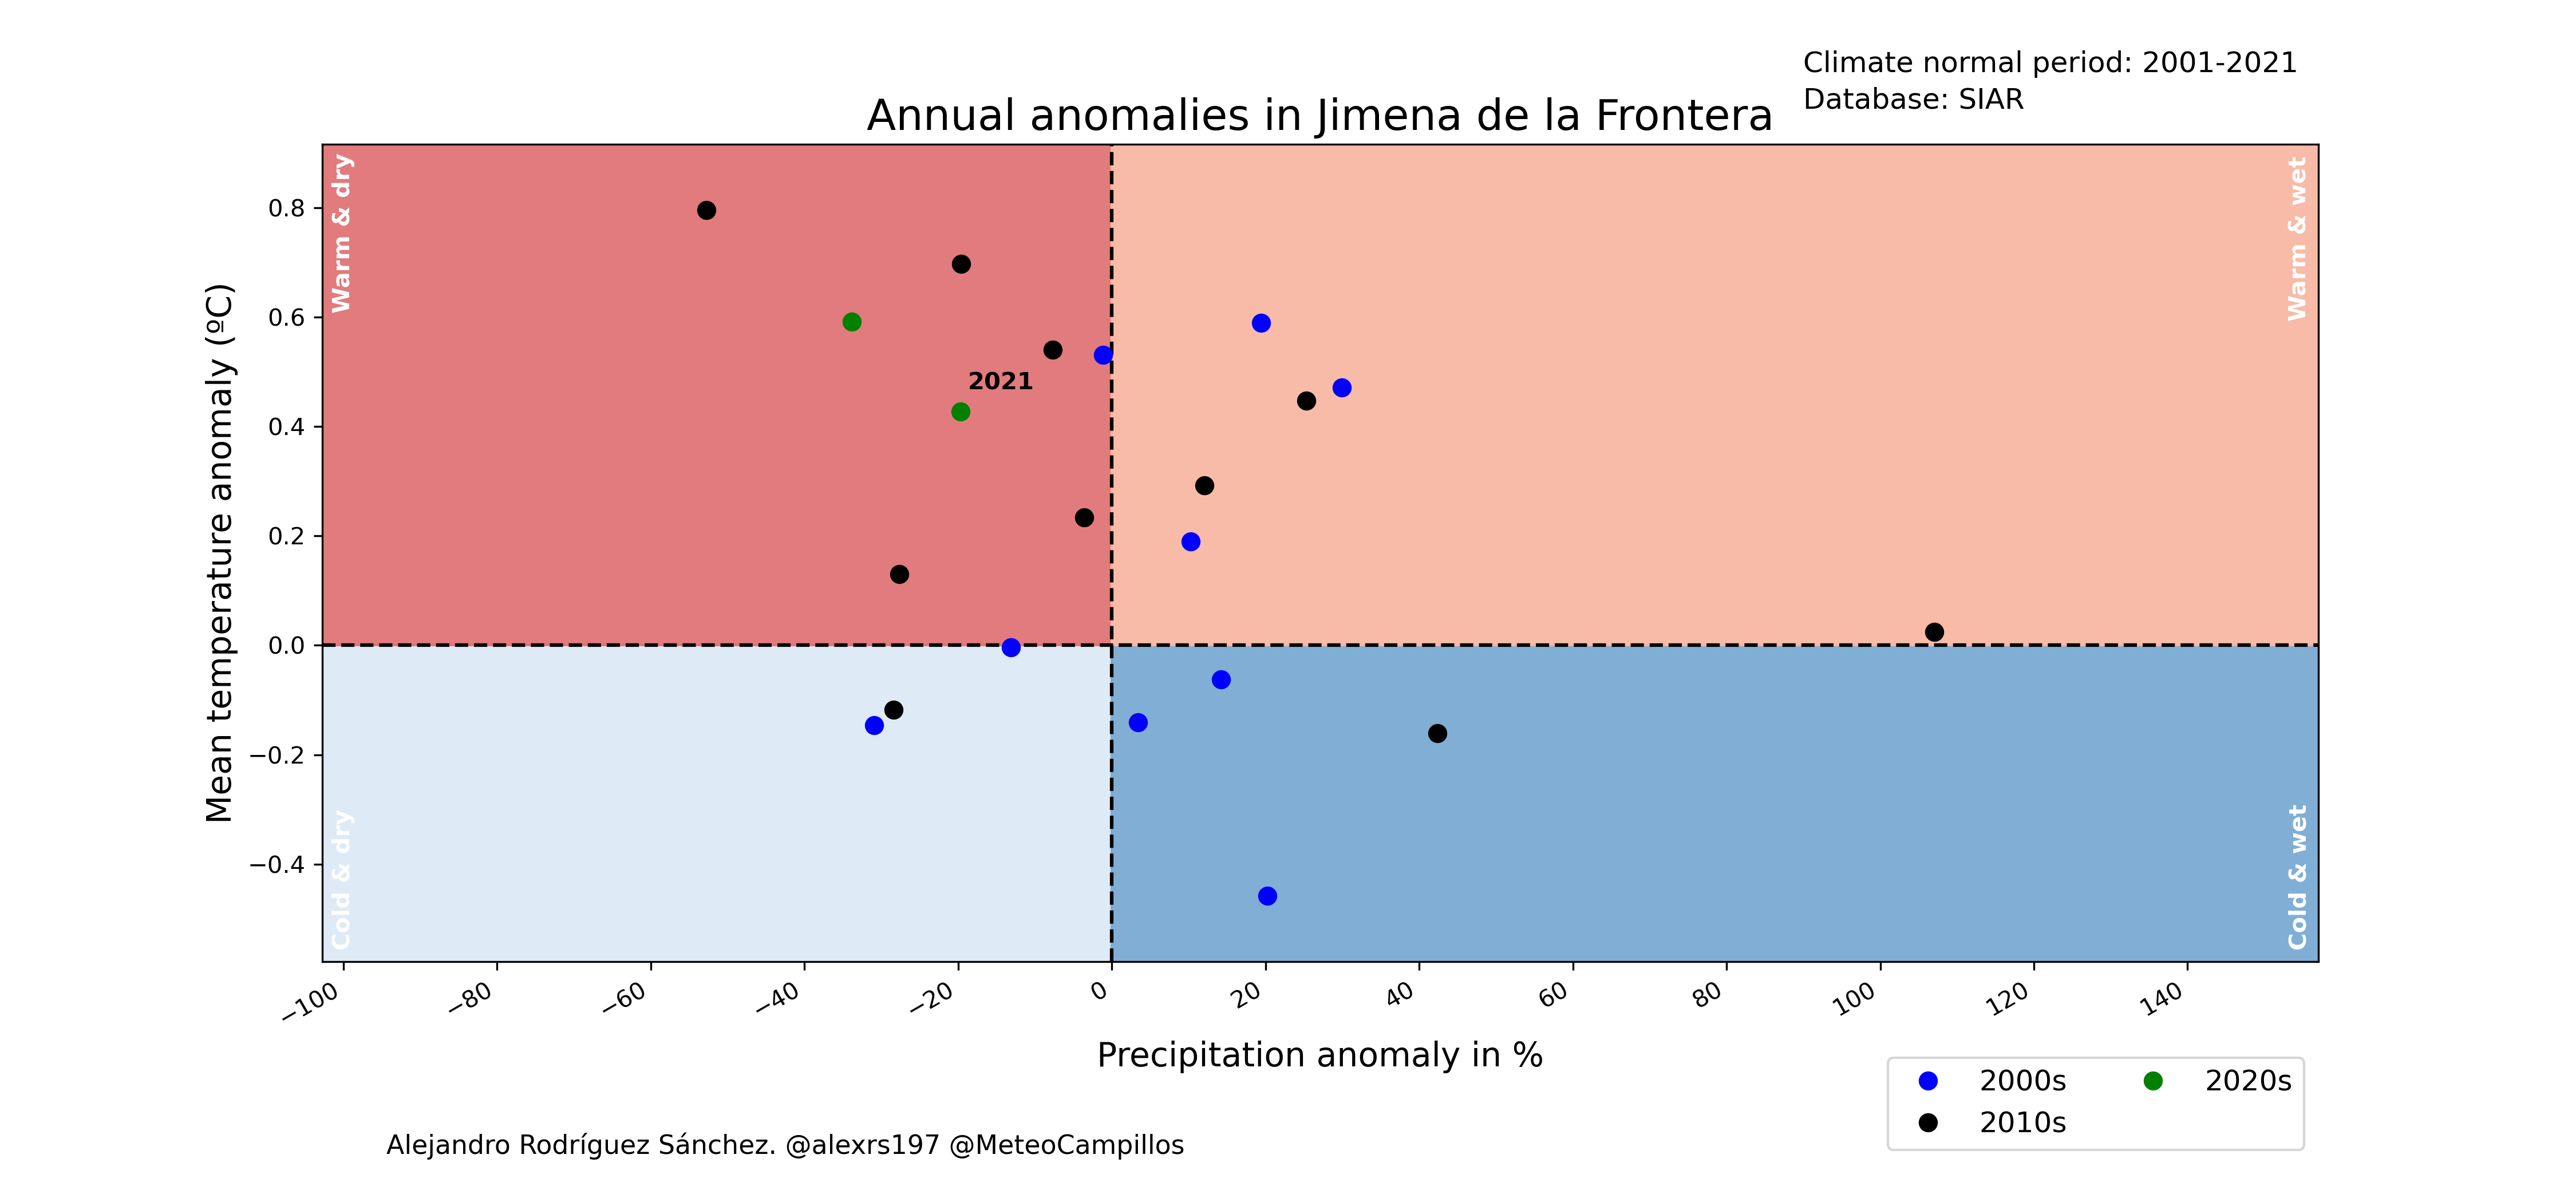 Climate normal period: 2001-2021
Database: SIAR
Annual anomalies in Jimena de la Frontera
Warm & dry
Warm & wet
0.8
0.6
0.4
0.2
0.0
−0.2
−0.4
Mean temperature anomaly (ºC)
2021
Cold & dry
Cold & wet
−100
−80
−60
−40
−20
0
20
40
60
80
100
120
140
Precipitation anomaly in %
2000s
2020s
2010s
Alejandro Rodríguez Sánchez. @alexrs197 @MeteoCampillos